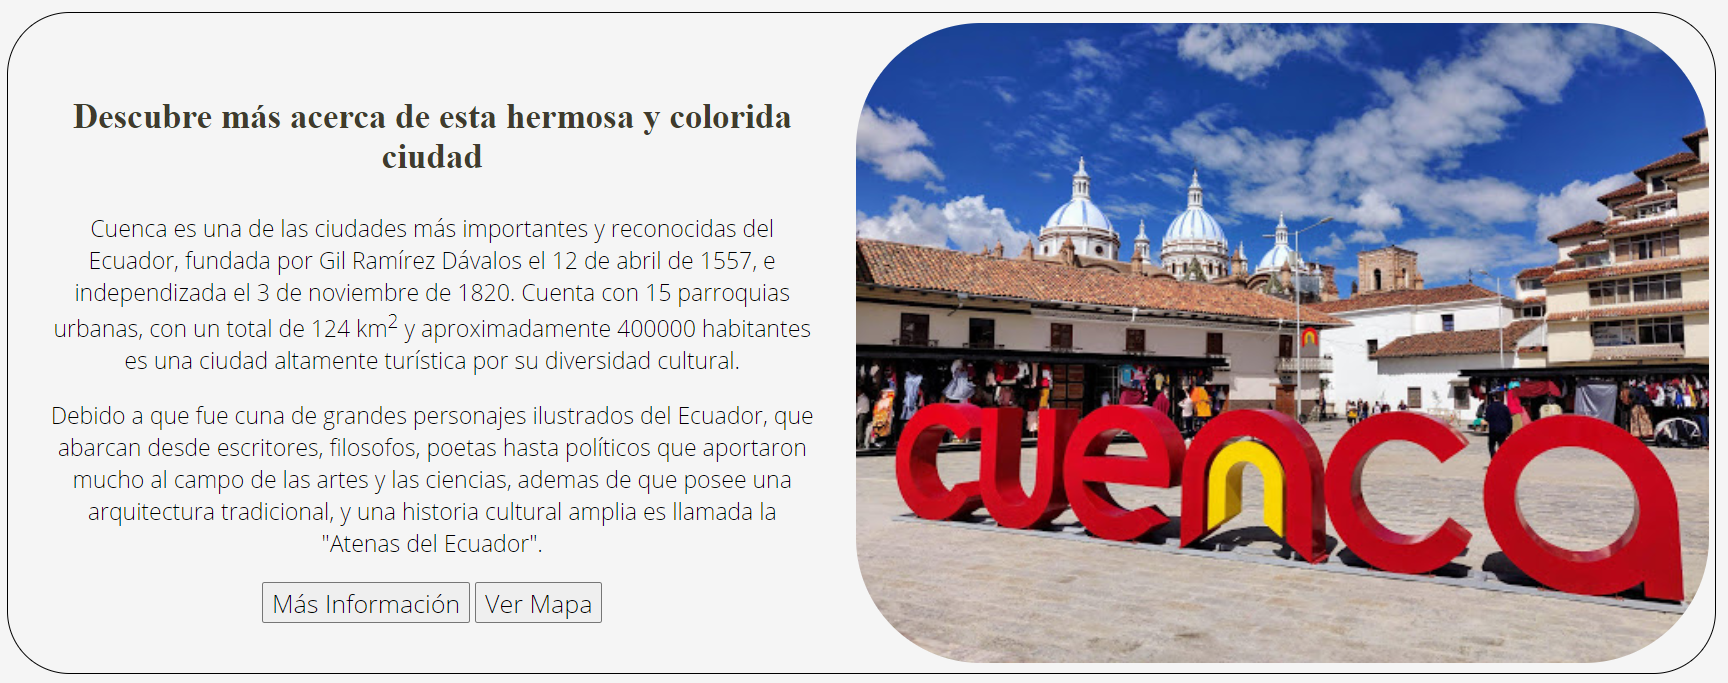 Descubre más acerca de esta hermosa y colorida
ciudad
Cuenca es una de las ciudades más importantes y reconocidas del
Ecuador, fundada por Gil Ramírez Dávalos el 12 de abril de 1557, e
independizada el 3 de noviembre de 1820. Cuenta con 15 parroquias
urbanas, con un total de 124 km² y aproximadamente 400000 habitantes
es una ciudad altamente turística por su diversidad cultural.
Debido a que fue cuna de grandes personajes ilustrados del Ecuador, que
abarcan desde escritores, filosofos, poetas hasta políticos que aportaron
mucho al campo de las artes y las ciencias, ademas de que posee una
arquitectura tradicional, y una historia cultural amplia es llamada la
"Atenas del Ecuador".
Más Información Ver Mapa
cuenca